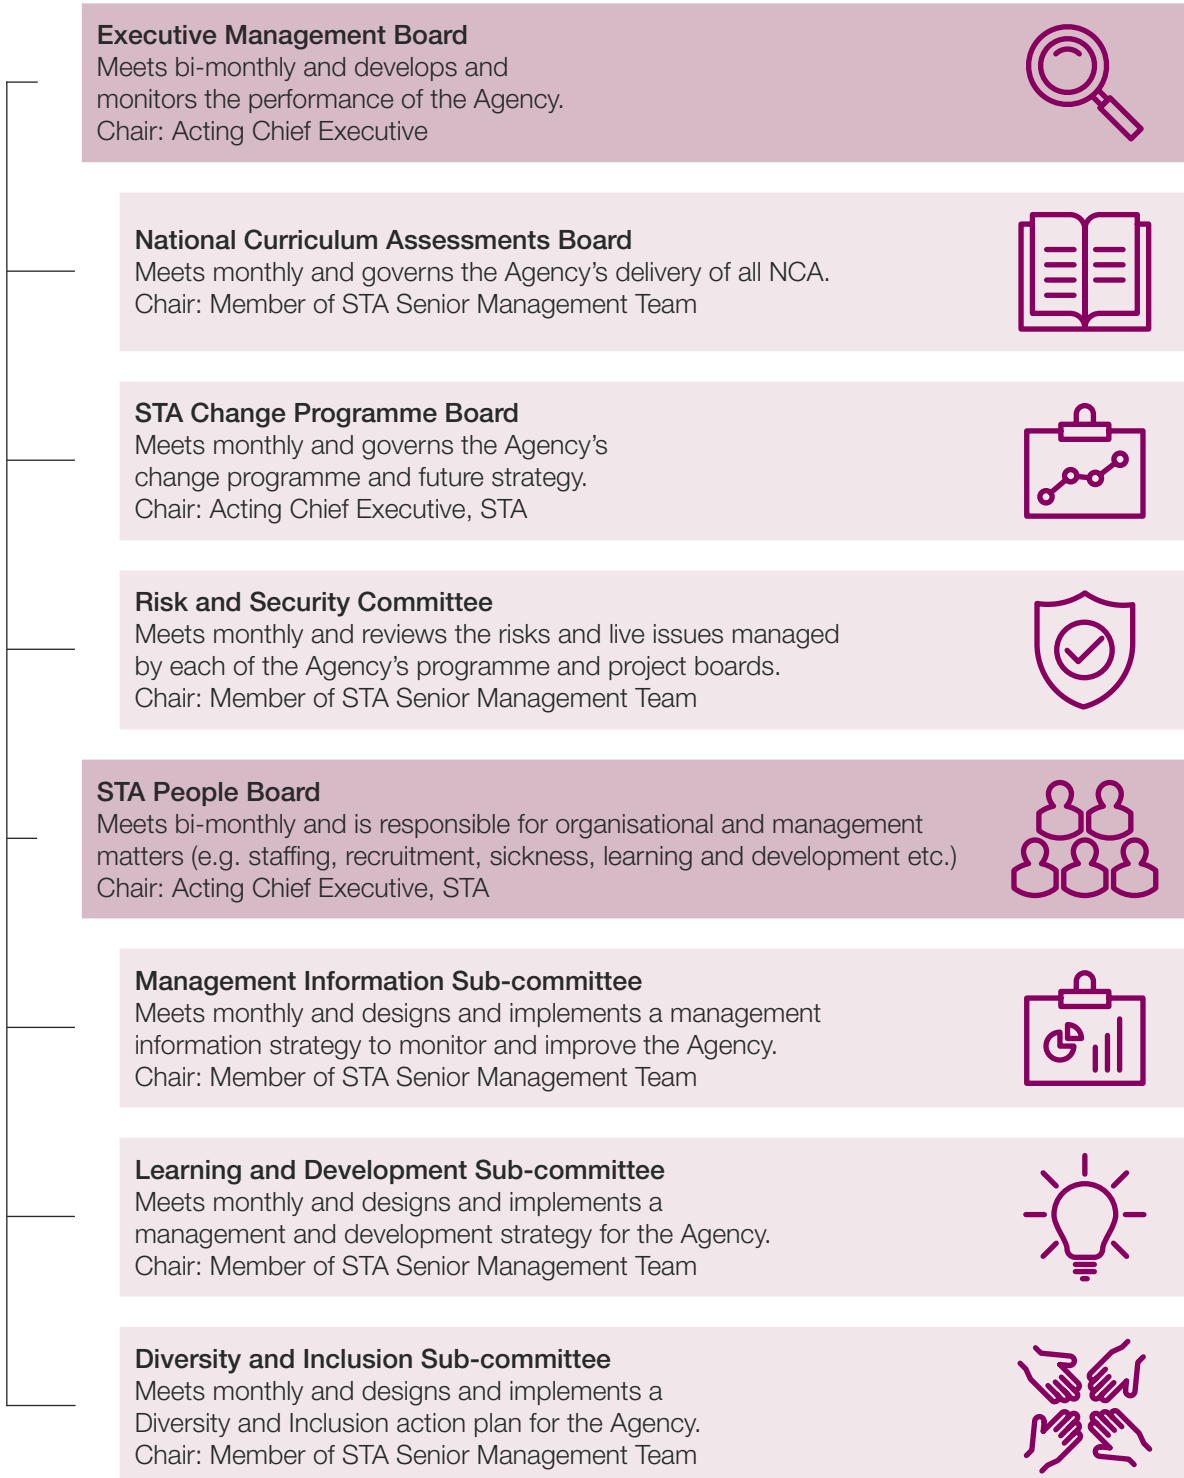 Executive Management Board
Meets bi-monthly and develops and
monitors the performance of the Agency.
Chair: Acting Chief Executive
National Curriculum Assessments Board
Meets monthly and governs the Agency’s delivery of all NCA.
Chair: Member of STA Senior Management Team
STA Change Programme Board
Meets monthly and governs the Agency’s
change programme and future strategy.
Chair: Acting Chief Executive, STA
Risk and Security Committee
Meets monthly and reviews the risks and live issues managed
by each of the Agency’s programme and project boards.
Chair: Member of STA Senior Management Team
STA People Board
Meets bi-monthly and is responsible for organisational and management
matters (e.g. staffing, recruitment, sickness, learning and development etc.)
Chair: Acting Chief Executive, STA
Management Information Sub-committee
Meets monthly and designs and implements a management
information strategy to monitor and improve the Agency.
Chair: Member of STA Senior Management Team
Learning and Development Sub-committee
Meets monthly and designs and implements a
management and development strategy for the Agency.
Chair: Member of STA Senior Management Team
Diversity and Inclusion Sub-committee
Meets monthly and designs and implements a
Diversity and Inclusion action plan for the Agency.
Chair: Member of STA Senior Management Team